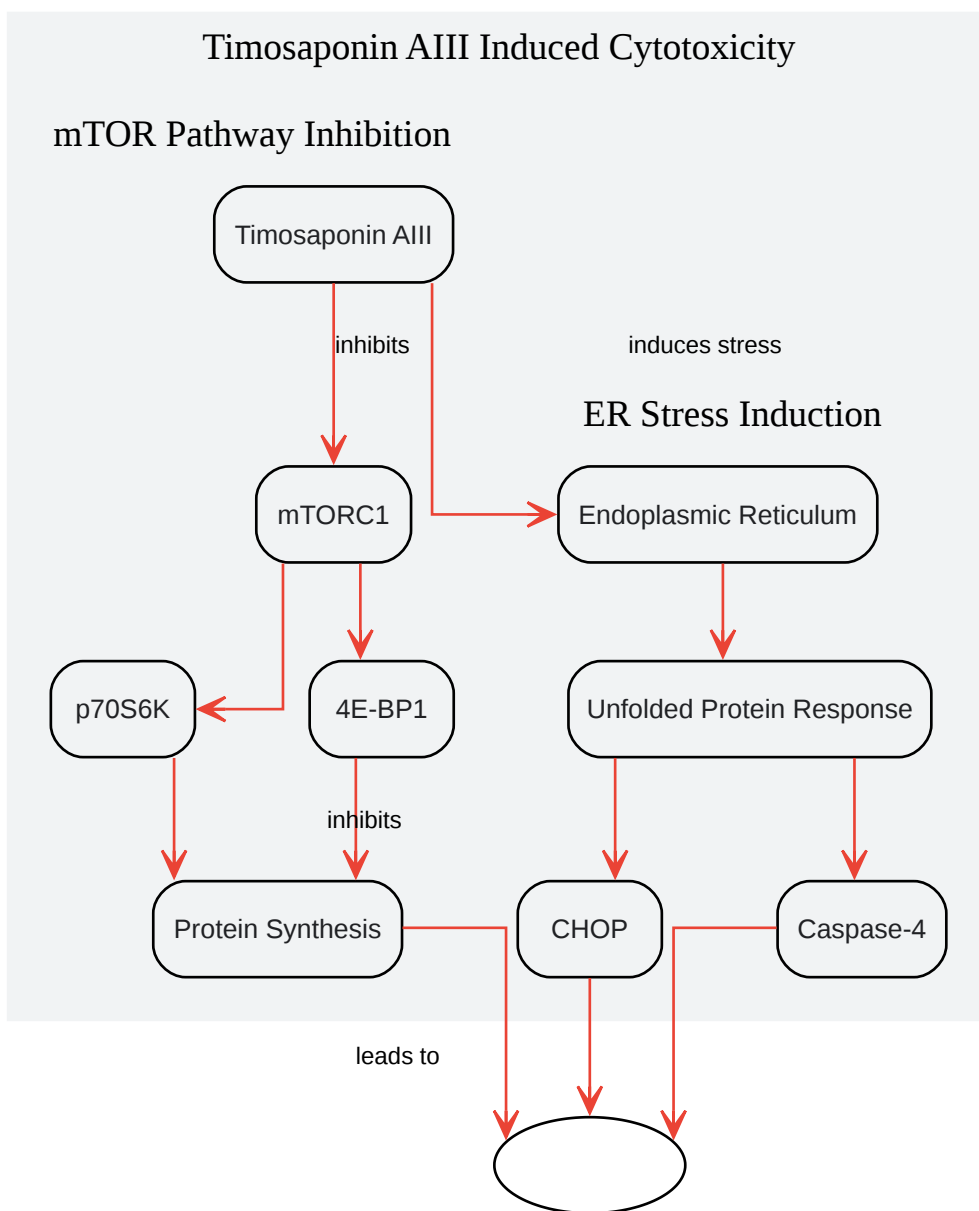 Timosaponin AIII Induced Cytotoxicity
mTOR Pathway Inhibition
Timosaponin AIII
inhibits
induces stress
ER Stress Induction
mTORC1
Endoplasmic Reticulum
p70S6K
4E-BP1
Unfolded Protein Response
inhibits
Protein Synthesis
CHOP
Caspase-4
leads to